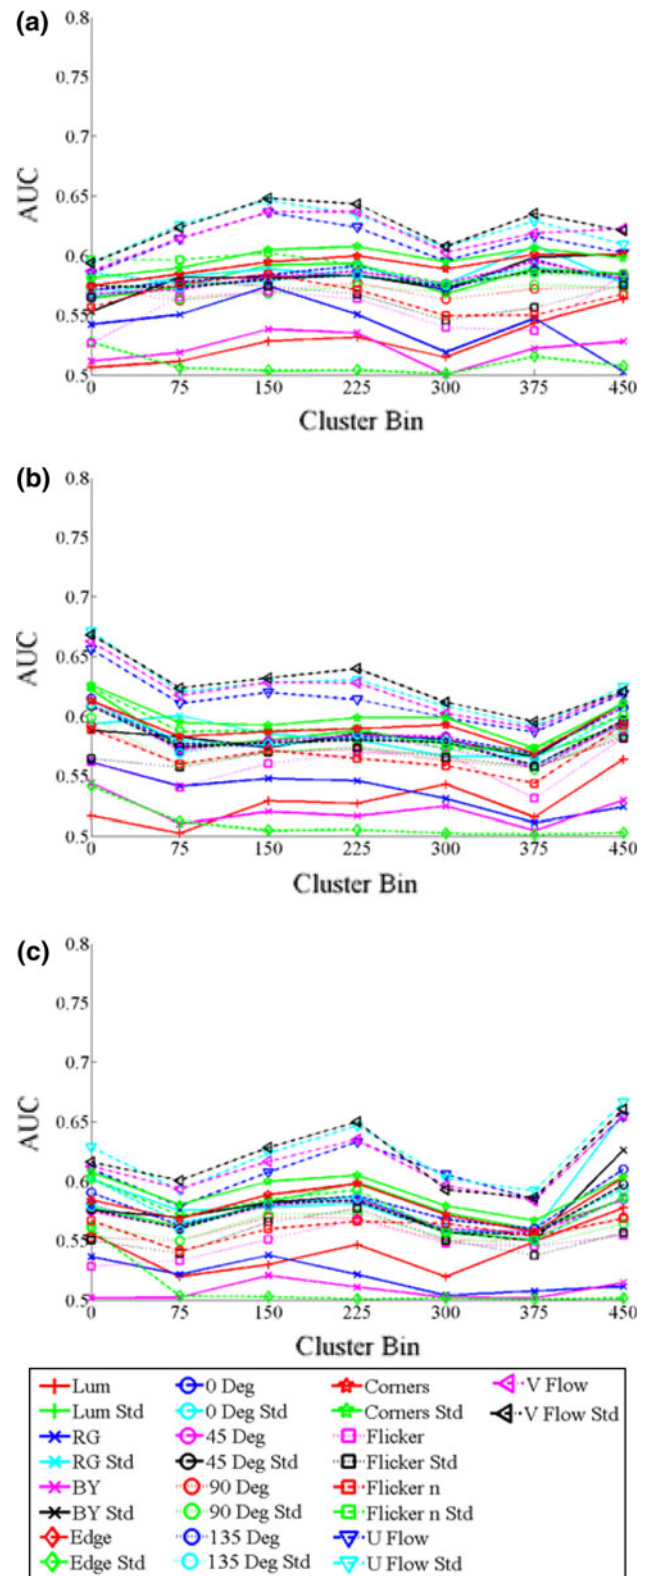 (a)
0.8
0.75
0.7
0.65
0.6
0.55
0.5
AUC
0 75 150 225 300 375 450
Cluster Bin
(b)
0.8
0.75
0.7
0.65
0.6
0.55
0.5
AUC
0 75 150 225 300 375 450
Cluster Bin
(c)
0.8
0.75
0.7
0.65
0.6
0.55
0.5
AUC
0 75 150 225 300 375 450
Cluster Bin
Lum 0 Deg Corners V Flow
Lum Std 0 Deg Std Corners Std V Flow Std
RG 45 Deg Flicker
RG Std 45 Deg Std Flicker Std
BY 90 Deg Flicker n
BY Std 90 Deg Std Flicker n Std
Edge 135 Deg U Flow
Edge Std 135 Deg Std U Flow Std